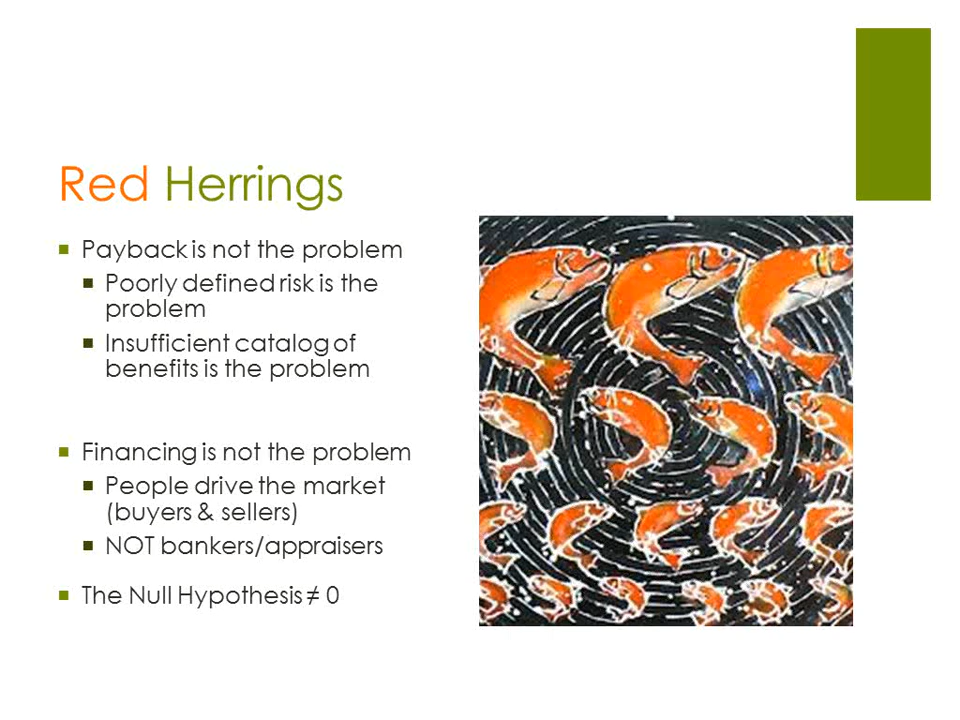 Red Herrings
Payback is not the problem
Poorly defined risk is the
problem
Insufficient catalog of
benefits is the problem
Financing is not the problem
People drive the market
(buyers & sellers)
NOT bankers/appraisers
The Null Hypothesis ≠ 0